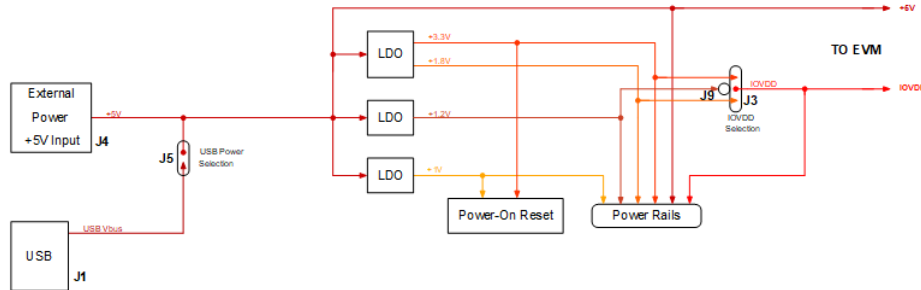 +5V
+3.3V
LDO
+1.8V
TO EVM
External
Power
+5V Input
J4
+5V
J9
IOVDD
J3
IOVDD
LDO
+1.2V
IOVDD
Selection
J5
USB Power
Selection
LDO
+1V
Power-On Reset
Power Rails
USB Vbus
USB
J1